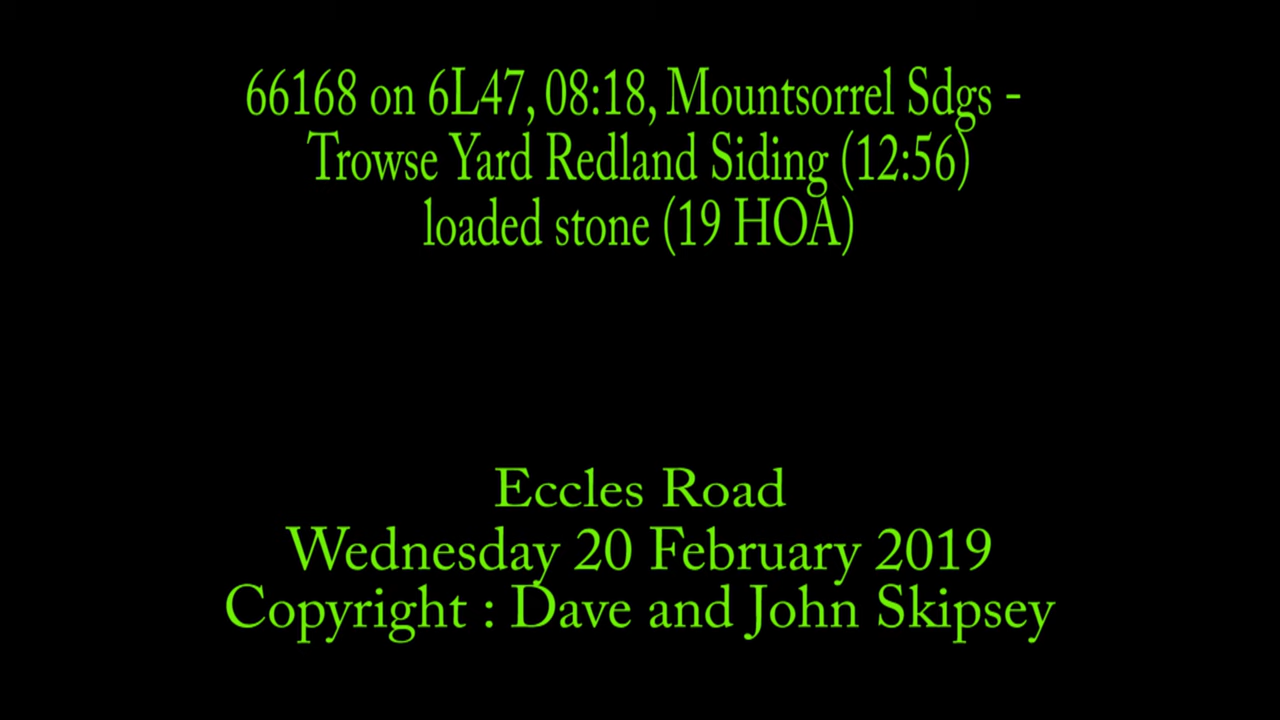 66168 on 6L47, 08:18, Mountsorrel Sdgs -
Trowse Yard Redland Siding (12:56)
loaded stone (19 HOA)
Eccles Road
Wednesday 20 February 2019
Copyright : Dave and John Skipsey